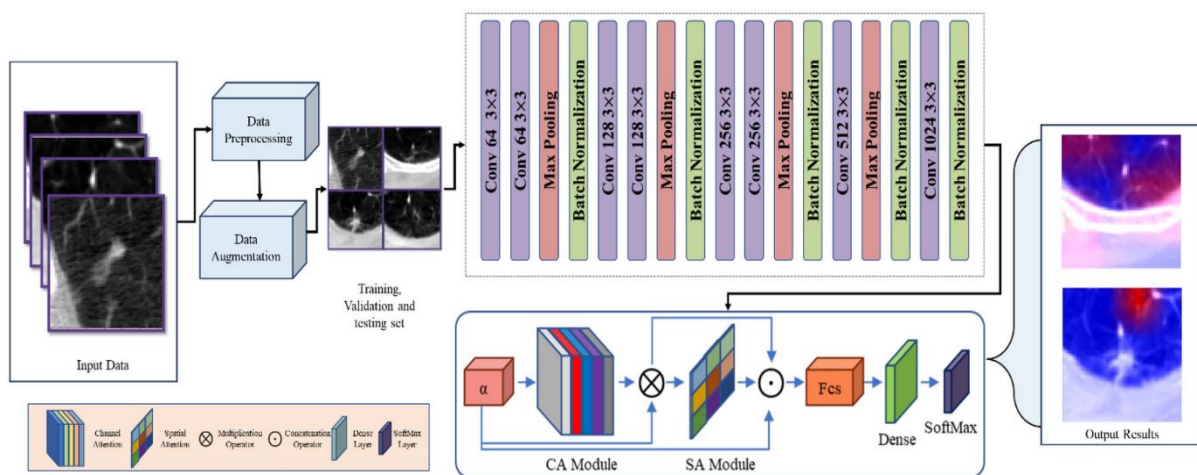 Input Data
Data
Preprocessing
Data
Augmentation
Training,
Validation and
testing set
Conv 64 3×3
Conv 64 3×3
Max Pooling
Batch Normalization
Conv 128 3×3
Conv 128 3×3
Max Pooling
Batch Normalization
Conv 256 3×3
Conv 256 3×3
Max Pooling
Batch Normalization
Conv 512 3×3
Max Pooling
Batch Normalization
Conv 1024 3×3
Batch Normalization
α
CA Module
SA Module
Fcs
Dense
SoftMax
Output Results
Channel
Attention
Spatial
Attention
Multiplication
Operator
Concatenation
Operator
Dense
Layer
SoftMax
Layer